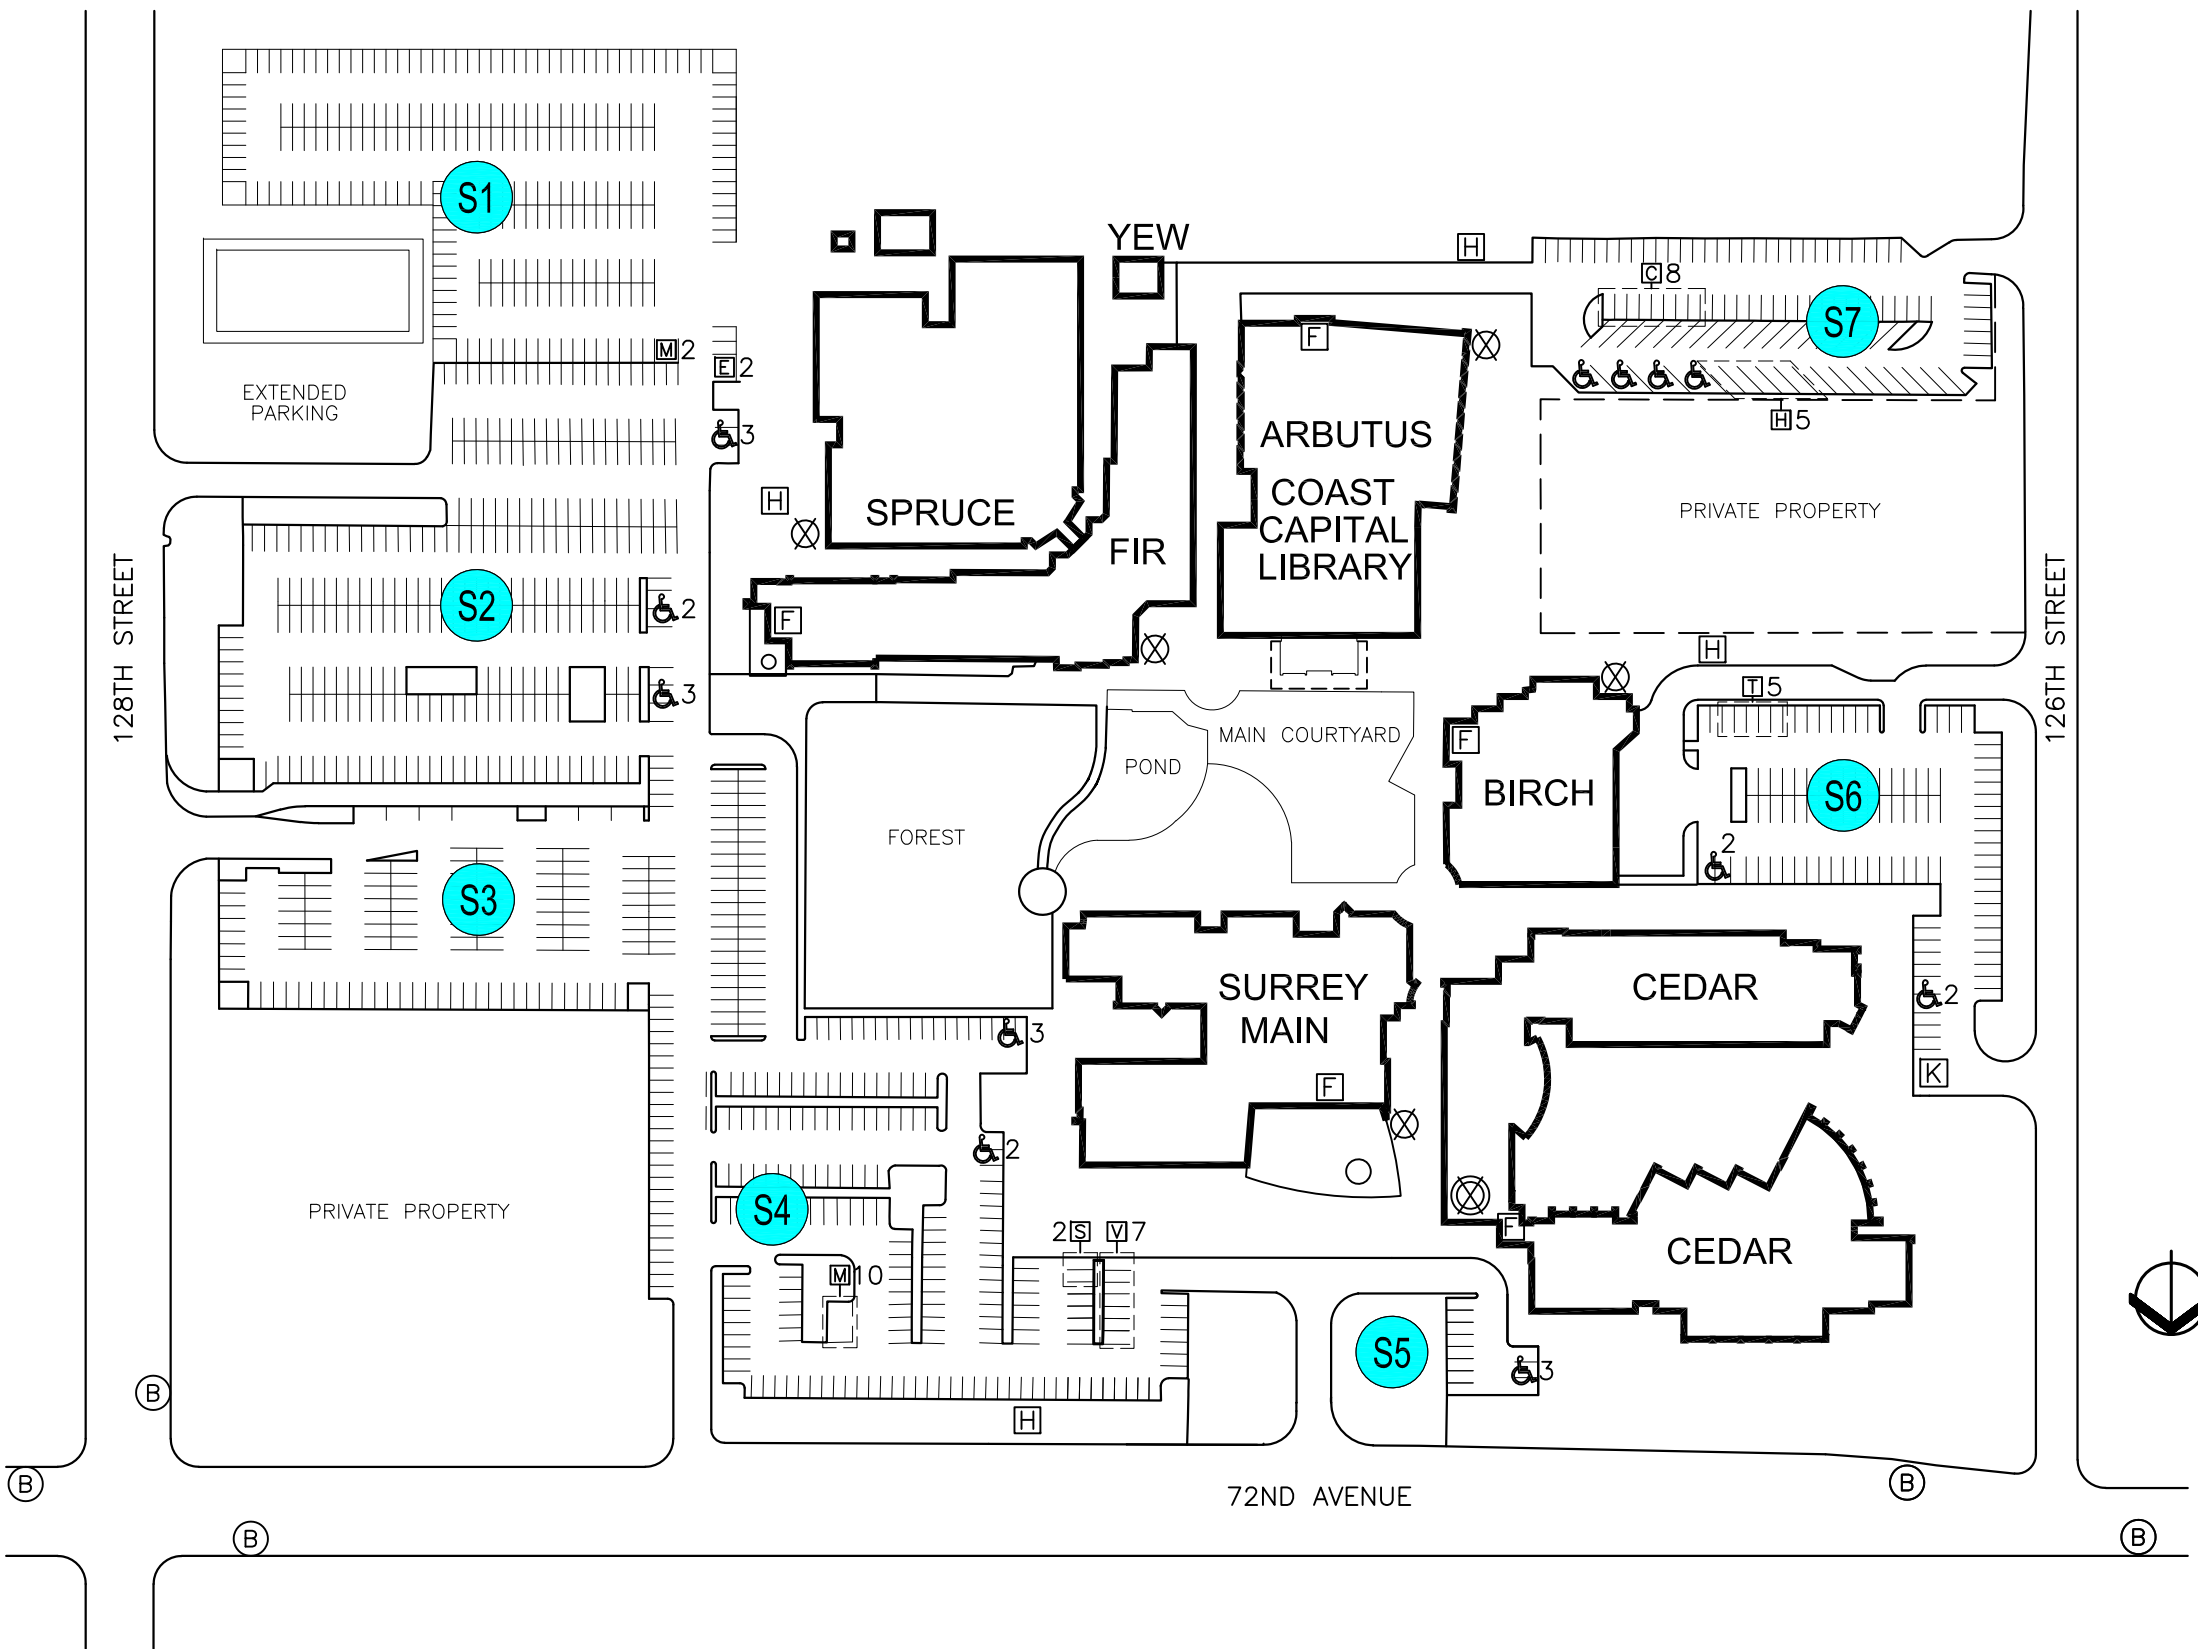 S1
YEW
H
C 8
S7
M 2
E 2
F
EXTENDED
PARKING
3
H 5
ARBUTUS
COAST
CAPITAL
LIBRARY
H
SPRUCE
PRIVATE PROPERTY
FIR
128TH STREET
126TH STREET
S2
2
F
H
3
T 5
MAIN COURTYARD
F
POND
BIRCH
S6
FOREST
2
S3
SURREY
MAIN
CEDAR
2
3
K
F
2
PRIVATE PROPERTY
S4
2 S
V 7
F
CEDAR
M 10
S5
3
B
H
B
72ND AVENUE
B
B
B